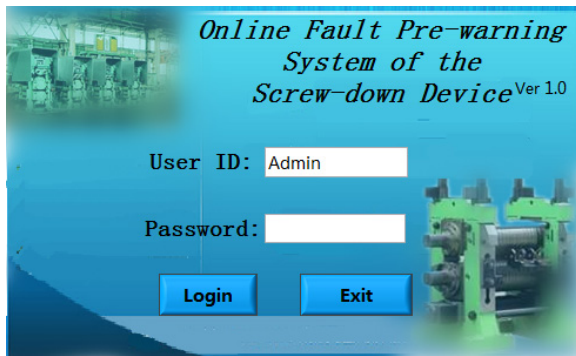 Online Fault Pre-warning
System of the
Screw-down Device Ver 1.0
User ID: Admin
Password:
Login Exit